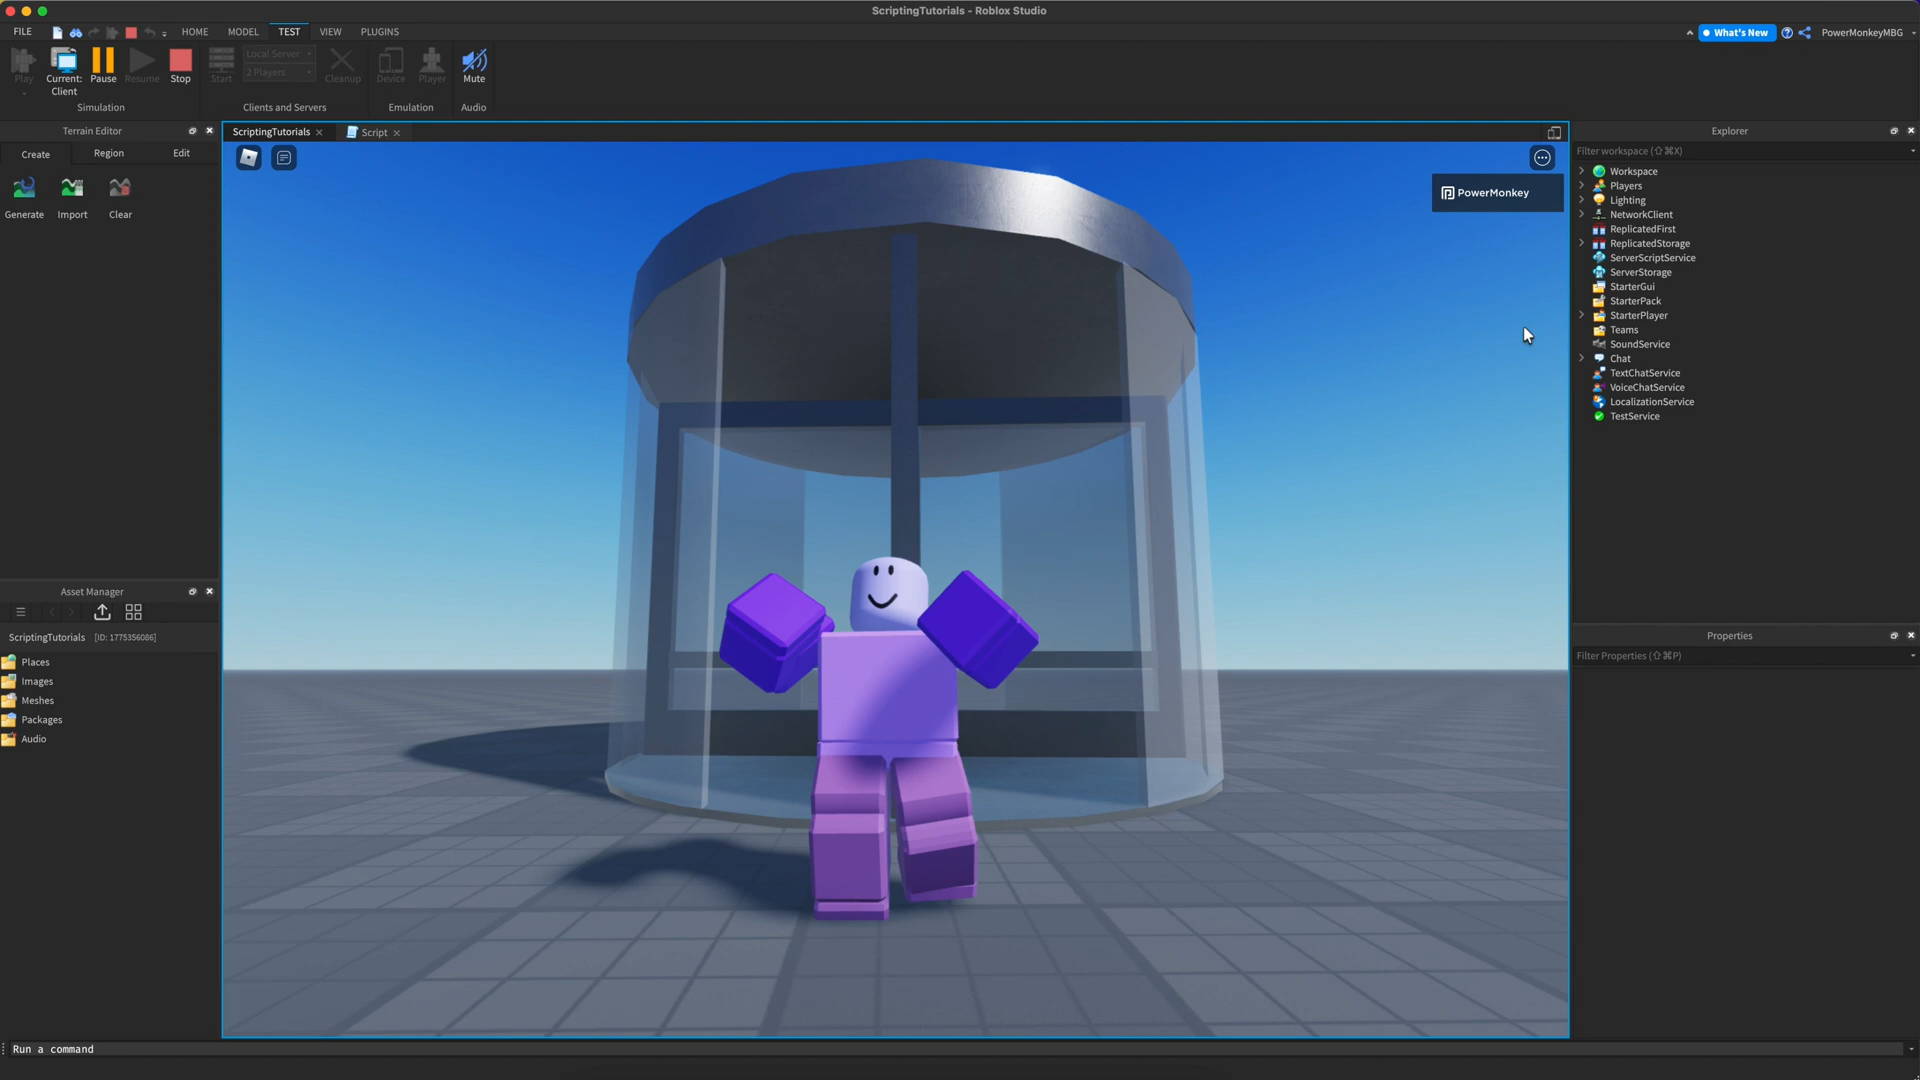 ScriptingTutorials - Roblox Studio
FILE HOME MODEL TEST VIEW PLUGINS What's New PowerMonkeyMBG
Play Current: Client Pause Resume Stop Start Local Server 2 Players Cleanup Device Player Mute
Simulation Clients and Servers Emulation Audio
Terrain Editor
Create Region Edit
Generate Import Clear
ScriptingTutorials Script
PowerMonkey
Explorer
Filter workspace (⇧⌘X)
Workspace
Players
Lighting
NetworkClient
ReplicatedFirst
ReplicatedStorage
ServerScriptService
ServerStorage
StarterGui
StarterPack
StarterPlayer
Teams
SoundService
Chat
TextChatService
VoiceChatService
LocalizationService
TestService
Asset Manager
ScriptingTutorials [ID: 1775356086]
Places
Images
Meshes
Packages
Audio
Properties
Filter Properties (⇧⌘P)
Run a command